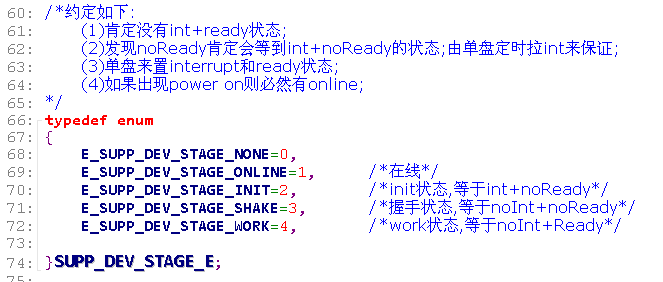 60: /*约定如下:
61: (1)肯定没有int+ready状态;
62: (2)发现noReady肯定会等到int+noReady的状态;由单盘定时拉int来保证;
63: (3)单盘来置interrupt和ready状态;
64: (4)如果出现power on则必然有online;
65: */
66: typedef enum
67: {
68: E_SUPP_DEV_STAGE_NONE=0,
69: E_SUPP_DEV_STAGE_ONLINE=1, /*在线*/
70: E_SUPP_DEV_STAGE_INIT=2, /*init状态,等于int+noReady*/
71: E_SUPP_DEV_STAGE_SHAKE=3, /*握手状态,等于noInt+noReady*/
72: E_SUPP_DEV_STAGE_WORK=4, /*work状态,等于noInt+Ready*/
73:
74: }SUPP_DEV_STAGE_E;